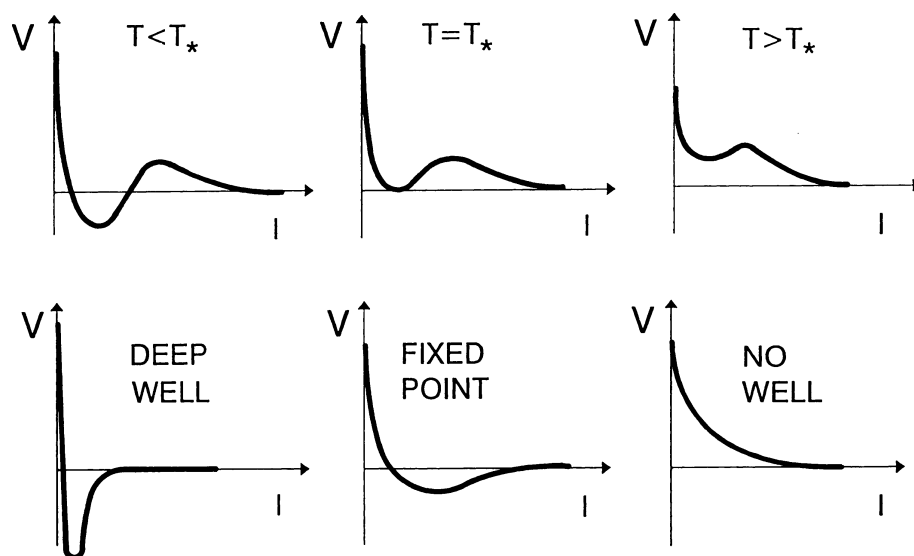 V T<T* V T=T* V T>T*
I I I
V DEEP WELL V FIXED POINT V NO WELL
I I I